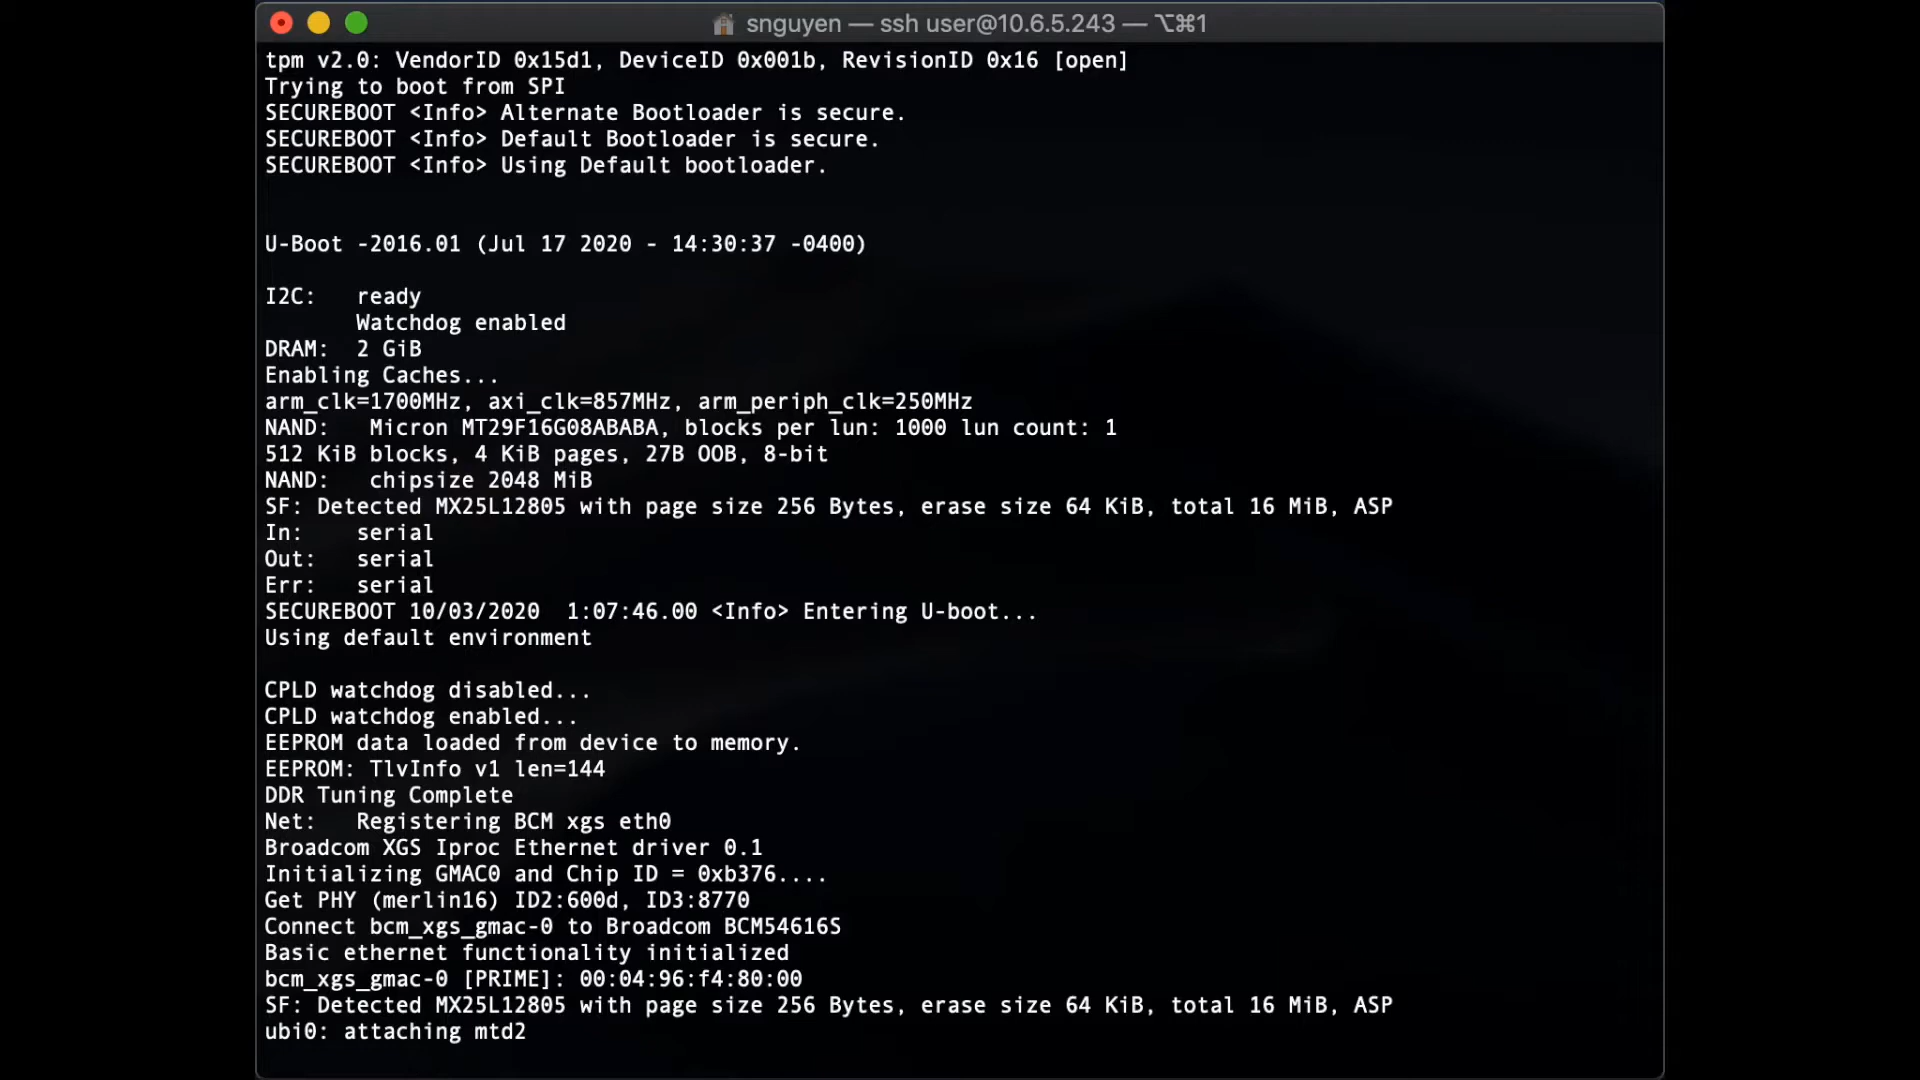 snguyen — ssh user@10.6.5.243 — ⌥⌘1
tpm v2.0: VendorID 0x15d1, DeviceID 0x001b, RevisionID 0x16 [open]
Trying to boot from SPI
SECUREBOOT <Info> Alternate Bootloader is secure.
SECUREBOOT <Info> Default Bootloader is secure.
SECUREBOOT <Info> Using Default bootloader.
U-Boot -2016.01 (Jul 17 2020 - 14:30:37 -0400)
I2C:   ready
       Watchdog enabled
DRAM:  2 GiB
Enabling Caches...
arm_clk=1700MHz, axi_clk=857MHz, arm_periph_clk=250MHz
NAND:   Micron MT29F16G08ABABA, blocks per lun: 1000 lun count: 1
512 KiB blocks, 4 KiB pages, 27B OOB, 8-bit
NAND:   chipsize 2048 MiB
SF: Detected MX25L12805 with page size 256 Bytes, erase size 64 KiB, total 16 MiB, ASP
In:    serial
Out:   serial
Err:   serial
SECUREBOOT 10/03/2020  1:07:46.00 <Info> Entering U-boot...
Using default environment
CPLD watchdog disabled...
CPLD watchdog enabled...
EEPROM data loaded from device to memory.
EEPROM: TlvInfo v1 len=144
DDR Tuning Complete
Net:   Registering BCM xgs eth0
Broadcom XGS Iproc Ethernet driver 0.1
Initializing GMAC0 and Chip ID = 0xb376....
Get PHY (merlin16) ID2:600d, ID3:8770
Connect bcm_xgs_gmac-0 to Broadcom BCM54616S
Basic ethernet functionality initialized
bcm_xgs_gmac-0 [PRIME]: 00:04:96:f4:80:00
SF: Detected MX25L12805 with page size 256 Bytes, erase size 64 KiB, total 16 MiB, ASP
ubi0: attaching mtd2